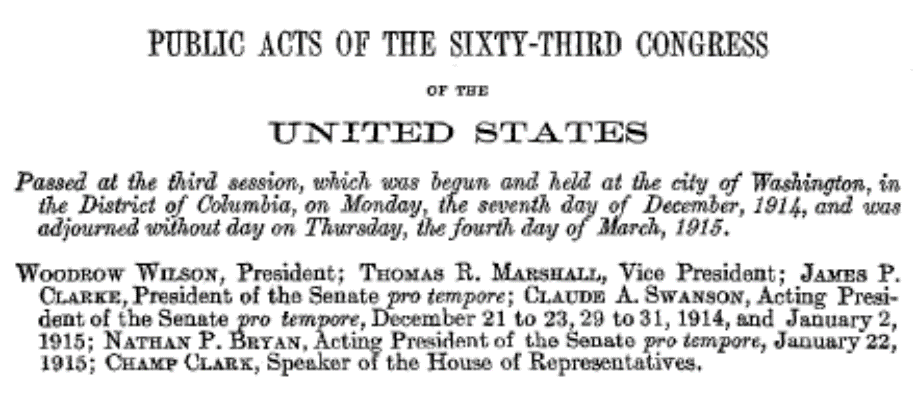 PUBLIC ACTS OF THE SIXTY-THIRD CONGRESS
OF THE
UNITED STATES
Passed at the third session, which was begun and held at the city of Washington, in
the District of Columbia, on Monday, the seventh day of December, 1914, and was
adjourned without day on Thursday, the fourth day of March, 1915.
WOODROW WILSON, President; THOMAS R. MARSHALL, Vice President; JAMES P.
CLARKE, President of the Senate pro tempore; CLAUDE A. SWANSON, Acting Presi-
dent of the Senate pro tempore, December 21 to 23, 29 to 31, 1914, and January 2,
1915; NATHAN P. BRYAN, Acting President of the Senate pro tempore, January 22,
1915; CHAMP CLARK, Speaker of the House of Representatives.